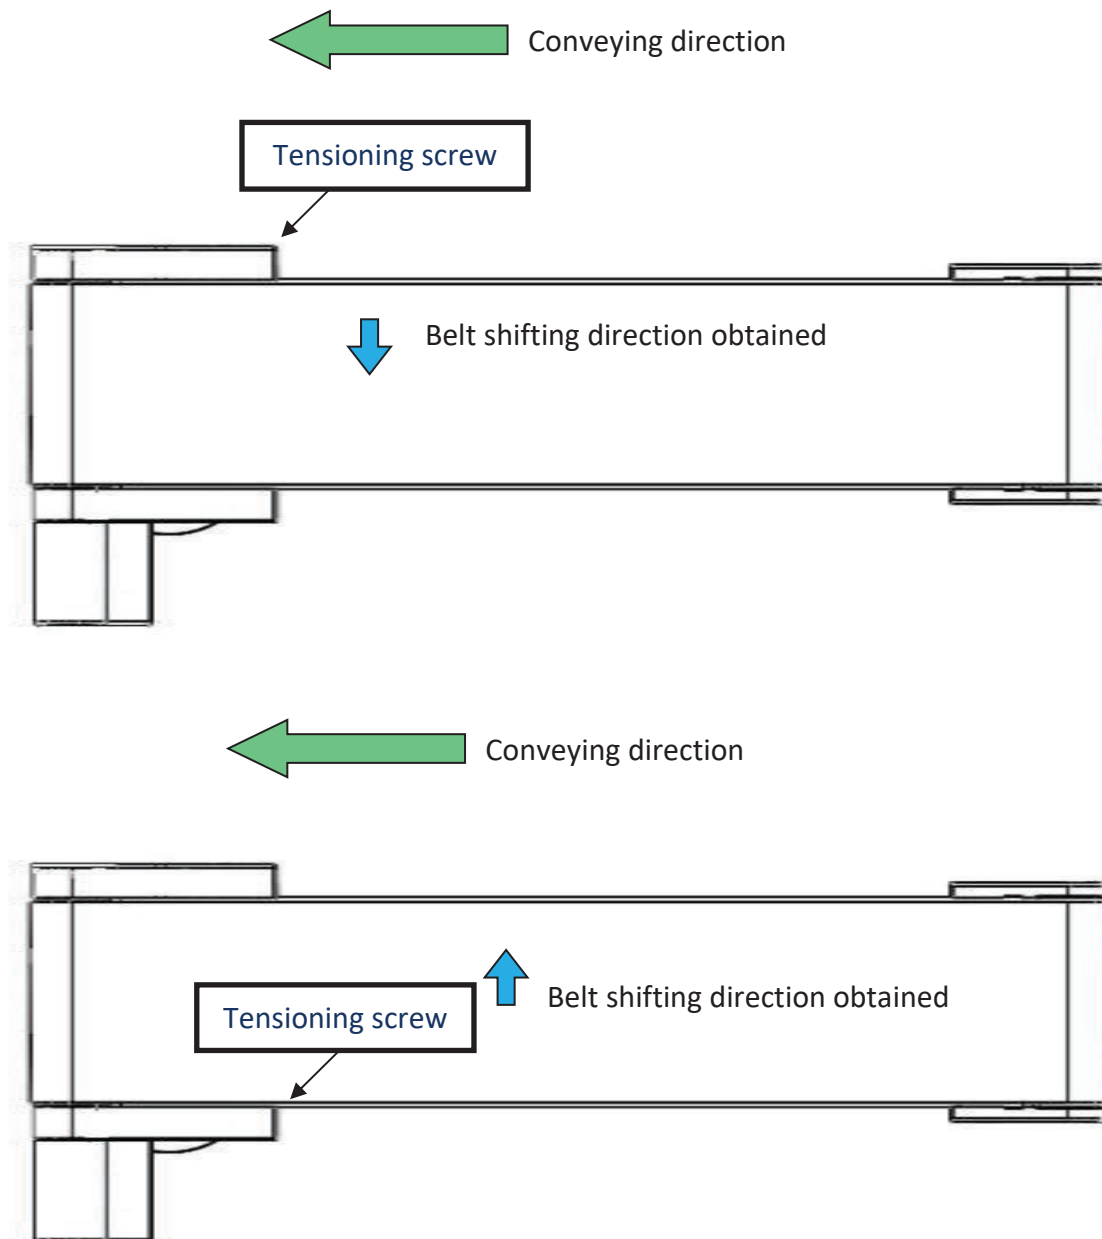 Conveying direction
Tensioning screw
Belt shifting direction obtained
Conveying direction
Belt shifting direction obtained
Tensioning screw